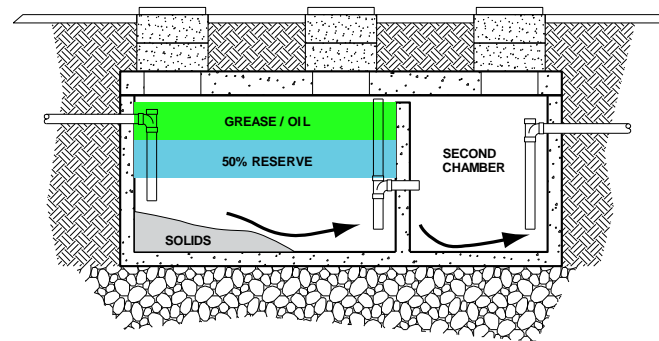 GREASE / OIL
50% RESERVE
SECOND
CHAMBER
SOLIDS